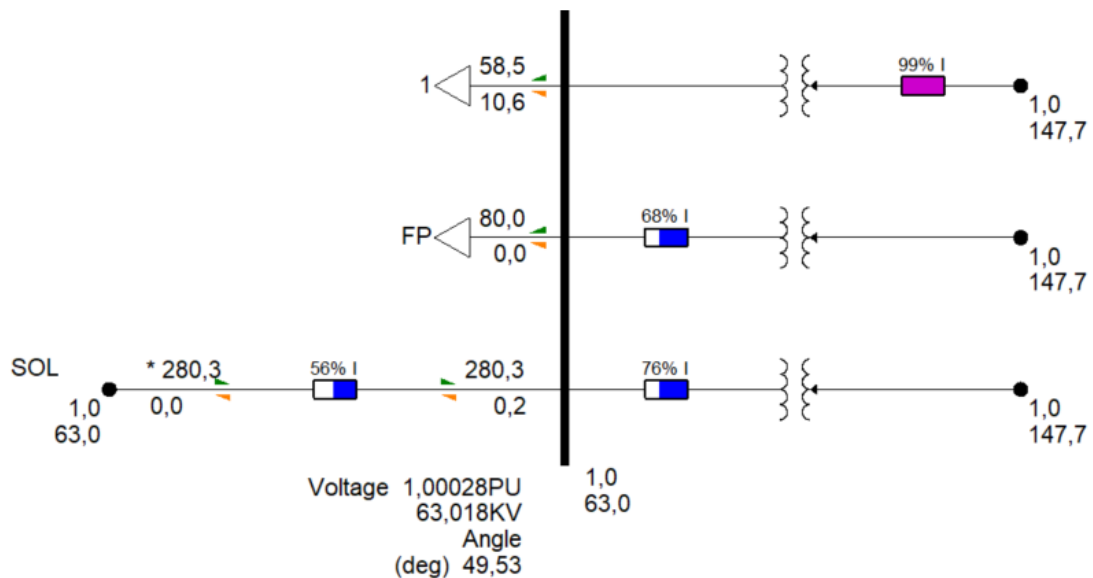 58,5
1
10,6
99% I
1,0
147,7
80,0
FP
0,0
68% I
1,0
147,7
SOL
* 280,3
56% I
280,3
76% I
0,0
0,2
1,0
63,0
1,0
147,7
1,0
63,0
Voltage 1,00028PU
63,018KV
Angle
(deg) 49,53